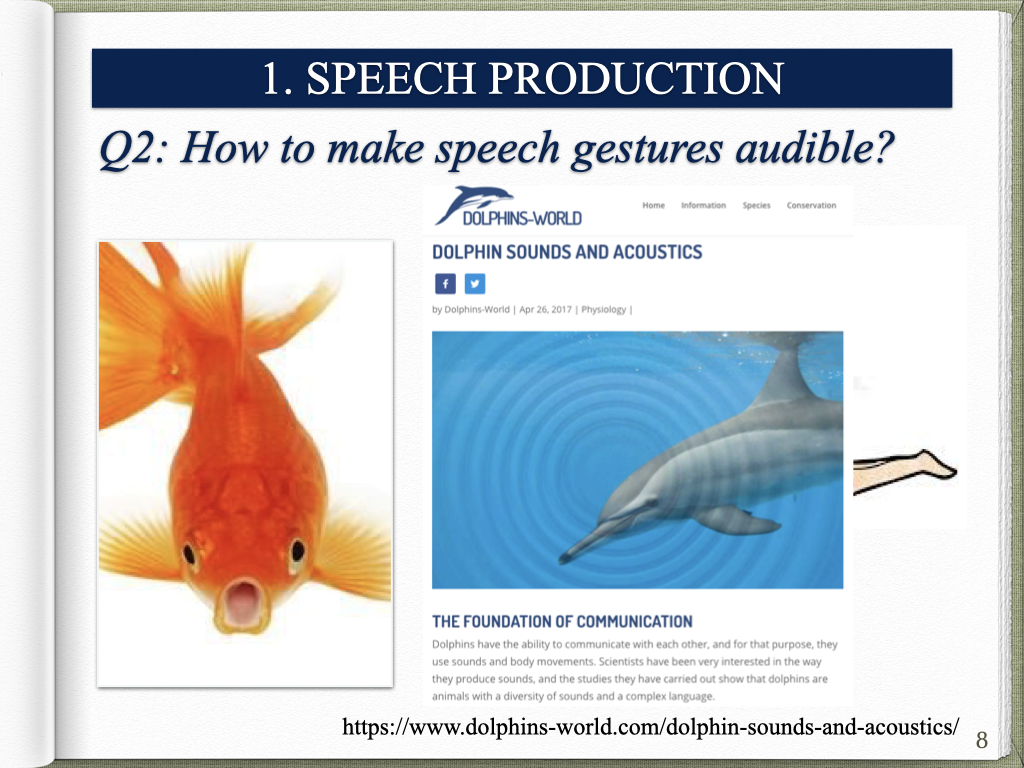 1. SPEECH PRODUCTION
Q2: How to make speech gestures audible?
DOLPHINS-WORLD
Home Information Species Conservation
DOLPHIN SOUNDS AND ACOUSTICS
by Dolphins-World | Apr 26, 2017 | Physiology |
THE FOUNDATION OF COMMUNICATION
Dolphins have the ability to communicate with each other, and for that purpose, they
use sounds and body movements. Scientists have been very interested in the way
they produce sounds, and the studies they have carried out show that dolphins are
animals with a diversity of sounds and a complex language.
https://www.dolphins-world.com/dolphin-sounds-and-acoustics/
8